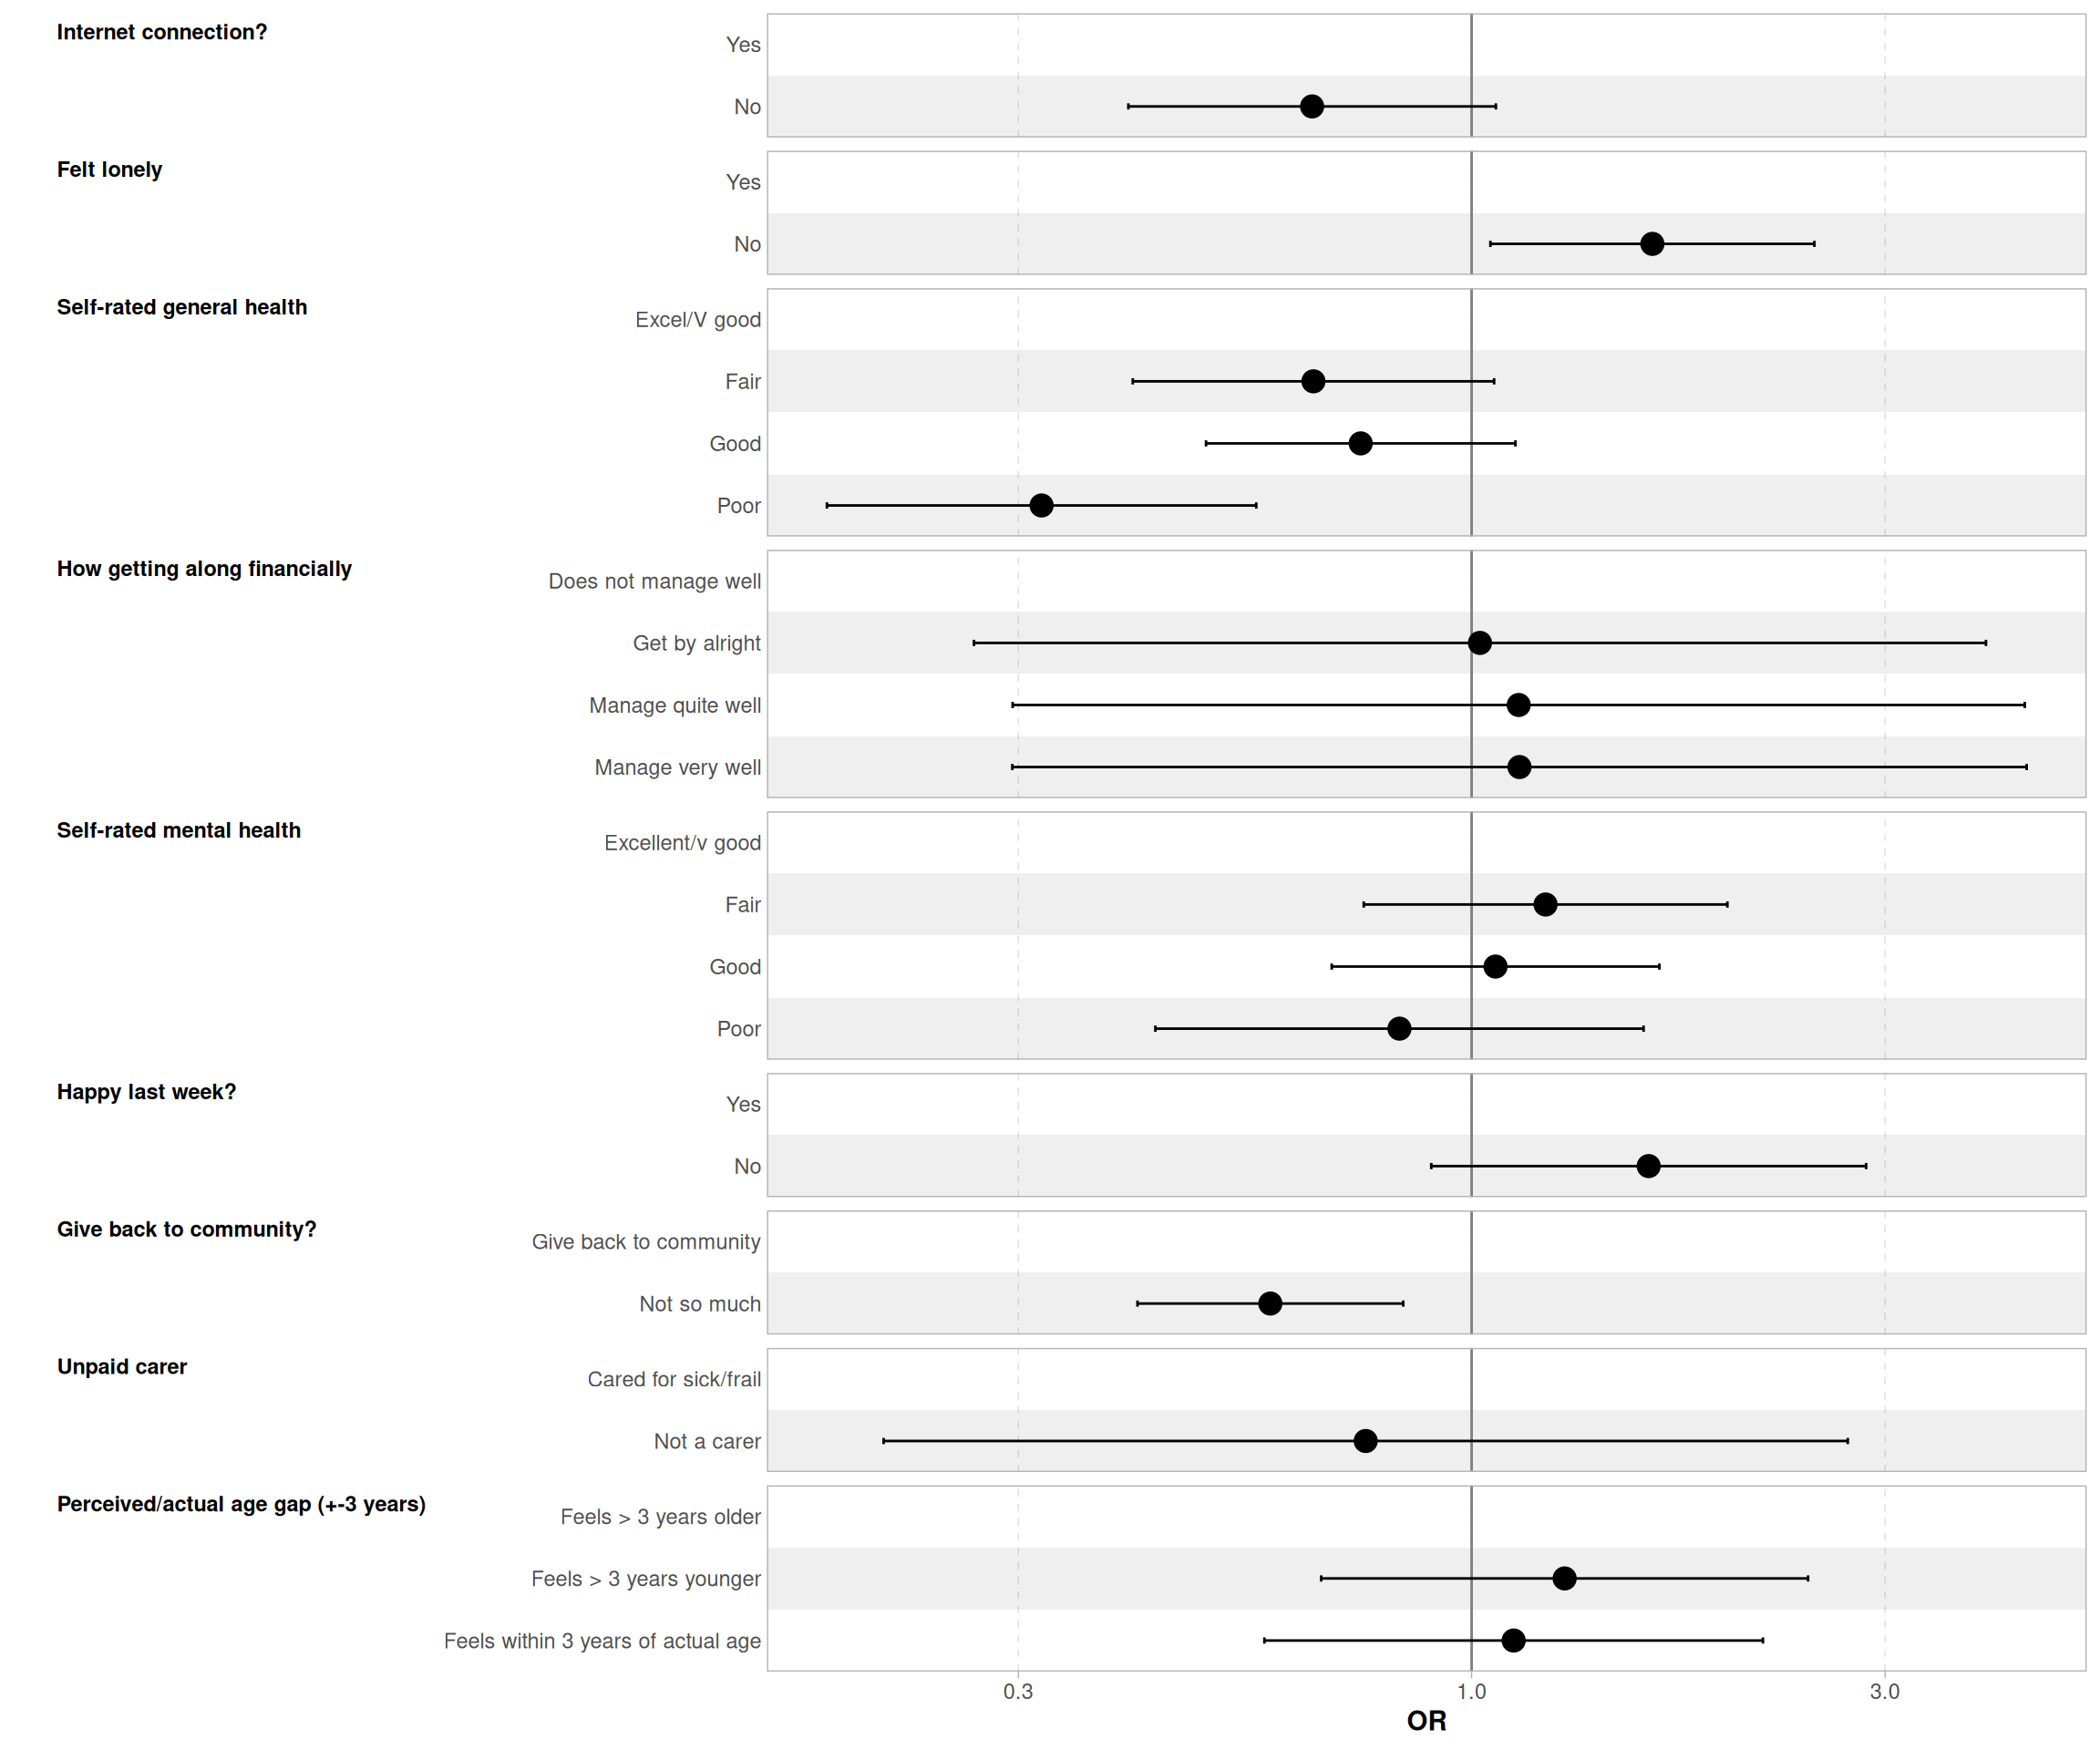 Internet connection?
Yes
No
Felt lonely
Yes
No
Self-rated general health
Excel/V good
Fair
Good
Poor
How getting along financially
Does not manage well
Get by alright
Manage quite well
Manage very well
Self-rated mental health
Excellent/v good
Fair
Good
Poor
Happy last week?
Yes
No
Give back to community?
Give back to community
Not so much
Unpaid carer
Cared for sick/frail
Not a carer
Perceived/actual age gap (+-3 years)
Feels > 3 years older
Feels > 3 years younger
Feels within 3 years of actual age
0.3 1.0 3.0
OR